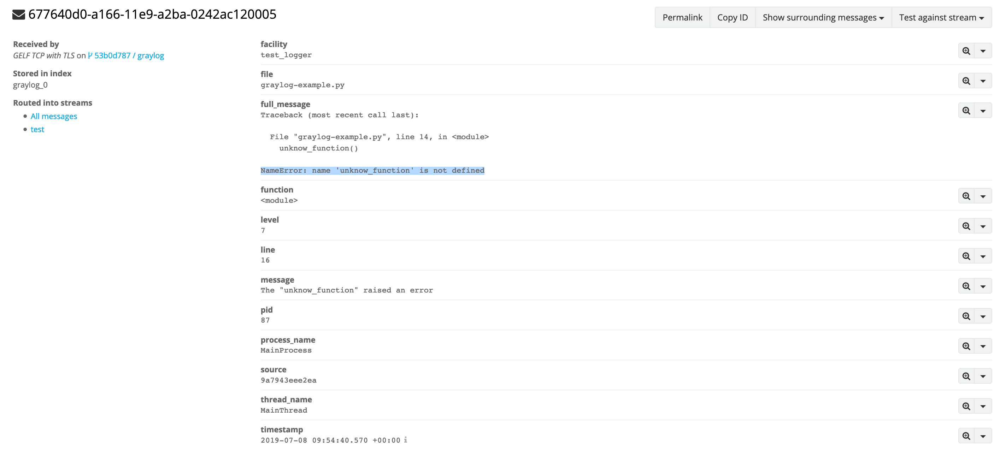 677640d0-a166-11e9-a2ba-0242ac120005
Permalink
Copy ID
Show surrounding messages
Test against stream
Received by
GELF TCP with TLS on 53b0d787 / graylog
Stored in index
graylog_0
Routed into streams
All messages
test
facility
test_logger
file
graylog-example.py
full_message
Traceback (most recent call last):
File "graylog-example.py", line 14, in <module>
unknow_function()
NameError: name 'unknow_function' is not defined
function
<module>
level
7
line
16
message
The "unknow_function" raised an error
pid
87
process_name
MainProcess
source
9a7943eee2ea
thread_name
MainThread
timestamp
2019-07-08 09:54:40.570 +00:00